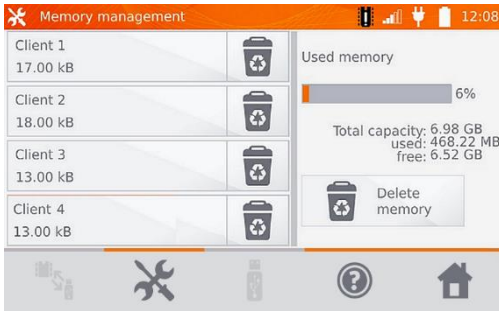 Memory management
12:08
Client 1
17.00 kB
Client 2
18.00 kB
Client 3
13.00 kB
Client 4
13.00 kB
Used memory
6%
Total capacity: 6.98 GB
used: 468.22 MB
free: 6.52 GB
Delete
memory
?